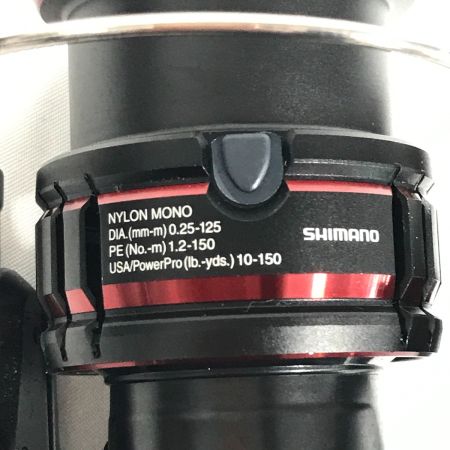 NYLON MONO
DIA.(mm-m) 0.25-125
PE (No.-m) 1.2-150
USA/PowerPro (lb.-yds.) 10-150
SHIMANO